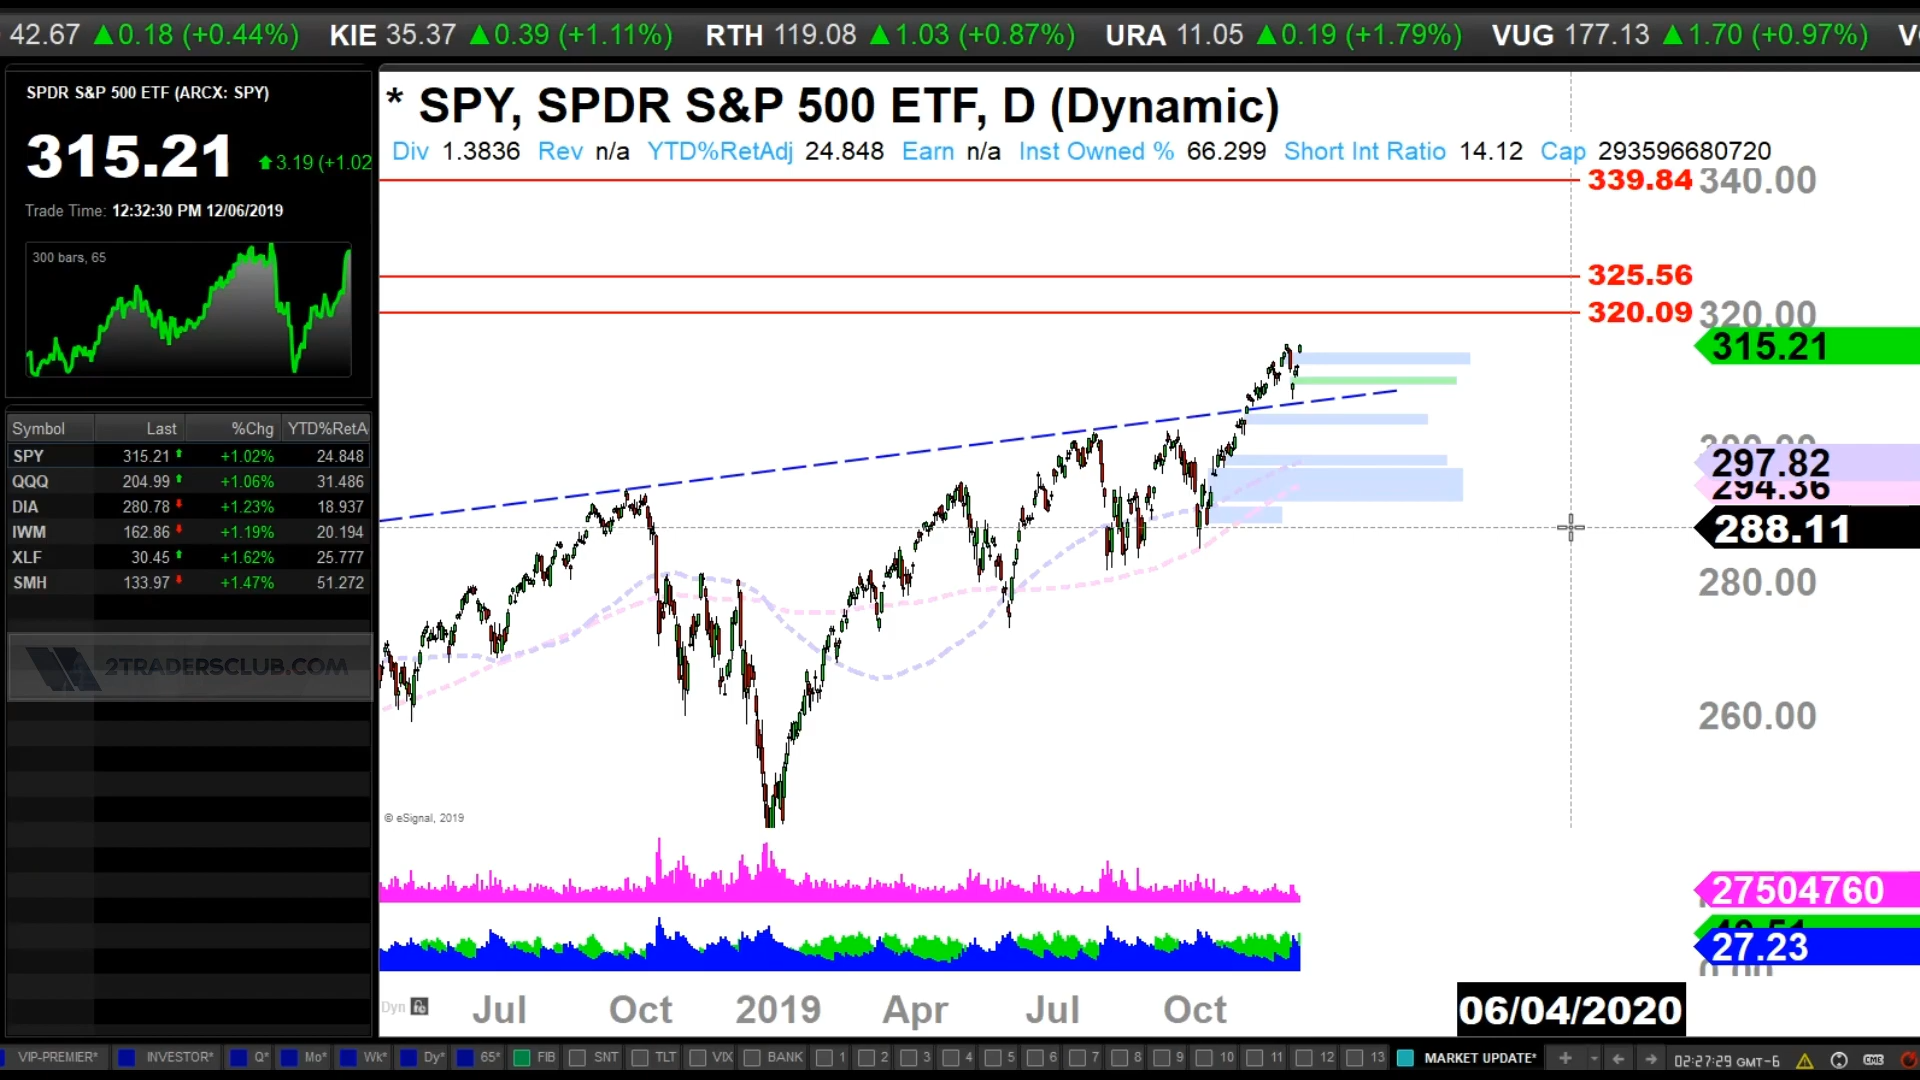 42.67 ▲0.18 (+0.44%) KIE 35.37 ▲0.39 (+1.11%) RTH 119.08 ▲1.03 (+0.87%) URA 11.05 ▲0.19 (+1.79%) VUG 177.13 ▲1.70 (+0.97%)
SPDR S&P 500 ETF (ARCX: SPY)
315.21 3.19 (+1.02
Trade Time: 12:32:30 PM 12/06/2019
300 bars, 65
Symbol Last %Chg YTD%RetA
SPY 315.21 +1.02% 24.848
QQQ 204.99 +1.06% 31.486
DIA 280.78 +1.23% 18.937
IWM 162.86 +1.19% 20.194
XLF 30.45 +1.62% 25.777
SMH 133.97 +1.47% 51.272
2TRADERSCLUB.COM
* SPY, SPDR S&P 500 ETF, D (Dynamic)
Div 1.3836 Rev n/a YTD%RetAdj 24.848 Earn n/a Inst Owned % 66.299 Short Int Ratio 14.12 Cap 293596680720
339.84 340.00
325.56
320.09 320.00
315.21
297.82
294.36
288.11
280.00
260.00
© eSignal, 2019
27504760
27.23
Dyn Jul Oct 2019 Apr Jul Oct 06/04/2020
VIP-PREMIER* INVESTOR* Q* Mo* Wk* Dy* 65* FIB SNT TLT VIX BANK 1 2 3 4 5 6 7 8 9 10 11 12 13 MARKET UPDATE* 02:27:29 GMT-6 CME